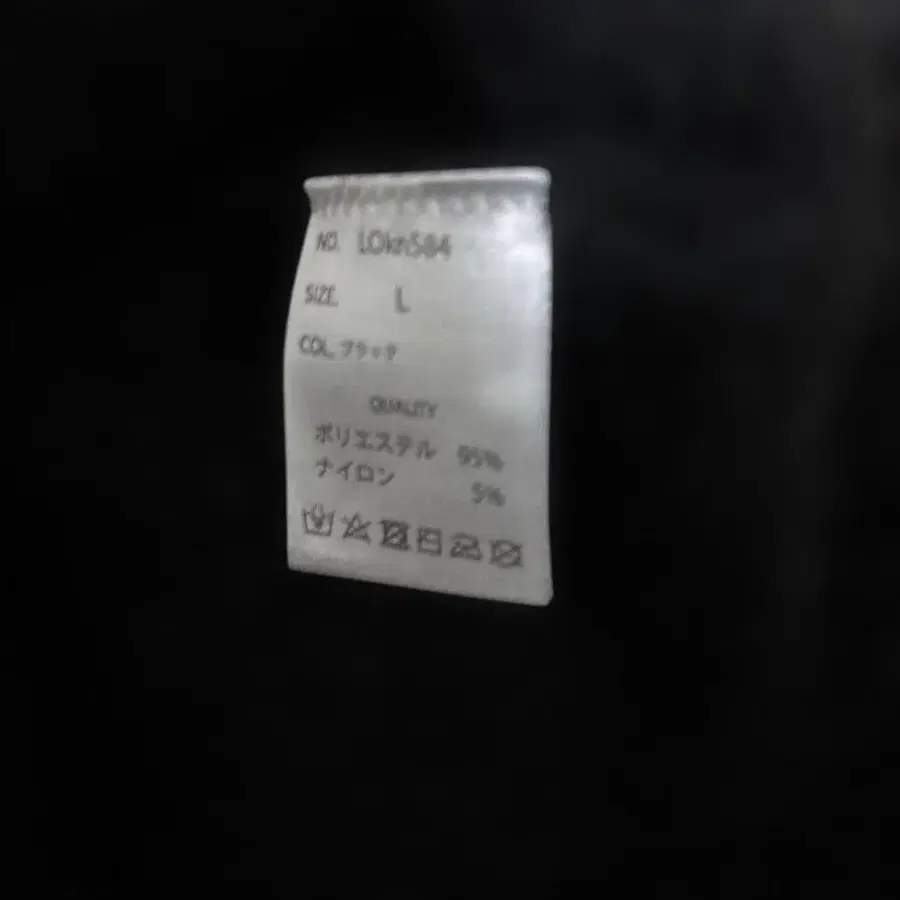 NO. LOkn584
SIZE. L
COL. ブラック
QUALITY
ポリエステル 95%
ナイロン 5%